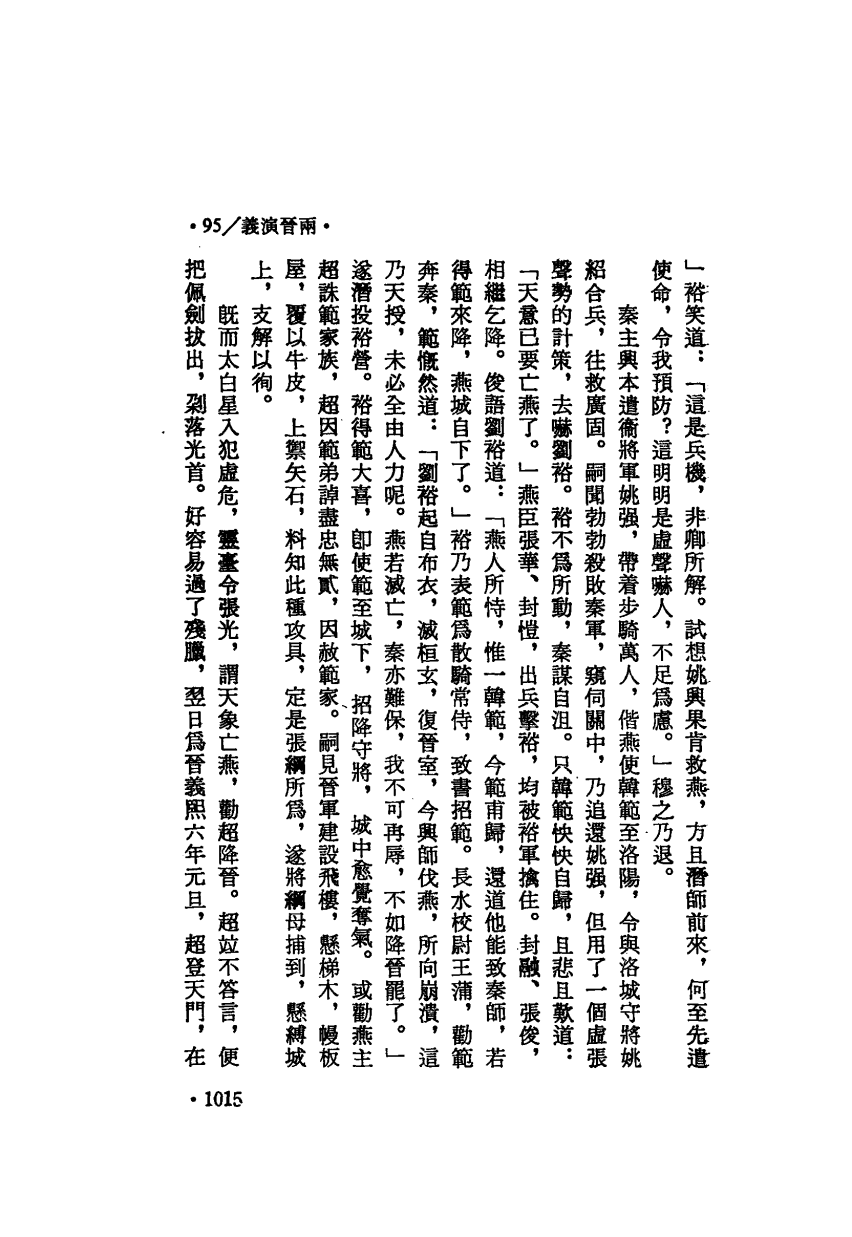 •兩晉演義/95•
」裕笑道：「這是兵機，非卿所解。試想姚興果肯救燕，方且潛師前來，何至先遣
使命，令我預防？這明明是虛聲嚇人，不足爲慮。」穆之乃退。
秦主興本遣衞將軍姚强，帶着步騎萬人，偕燕使韓範至洛陽，令與洛城守將姚
紹合兵，往救廣固。嗣聞勃勃殺敗秦軍，窺伺關中，乃追還姚强，但用了一個虛張
聲勢的計策，去嚇劉裕。裕不爲所動，秦謀自沮。只韓範怏怏自歸，且悲且歎道：
「天意已要亡燕了。」燕臣張華、封愷，出兵擊裕，均被裕軍擒住。封融、張俊，
相繼乞降。俊語劉裕道：「燕人所恃，惟一韓範，今範甫歸，還道他能致秦師，若
得範來降，燕城自下了。」裕乃表範爲散騎常侍，致書招範。長水校尉王蒲，勸範
奔秦，範慨然道：「劉裕起自布衣，滅桓玄，復晉室，今興師伐燕，所向崩潰，這
乃天授，未必全由人力呢。燕若滅亡，秦亦難保，我不可再辱，不如降晉罷了。」
遂潛投裕營。裕得範大喜，卽使範至城下，招降守將，城中愈覺奪氣。或勸燕主
超誅範家族，超因範弟諱盡忠無貳，因赦範家。嗣見晉軍建設飛樓，懸梯木，幔板
屋，覆以牛皮，上禦矢石，料知此種攻具，定是張綱所爲，遂將綱母捕到，懸縛城
上，支解以徇。
旣而太白星入犯虛危，靈臺令張光，謂天象亡燕，勸超降晉。超竝不答言，便
把佩劍拔出，剁落光首。好容易過了殘臘，翌日爲晉義熙六年元旦，超登天門，在
•1015